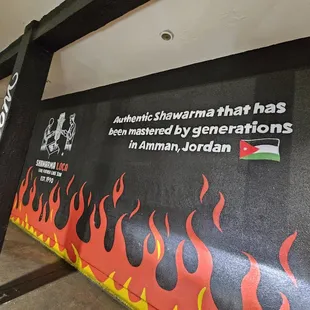 Authentic Shawarma that has
been mastered by generations
in Amman, Jordan
SHAWARMA
LOCO